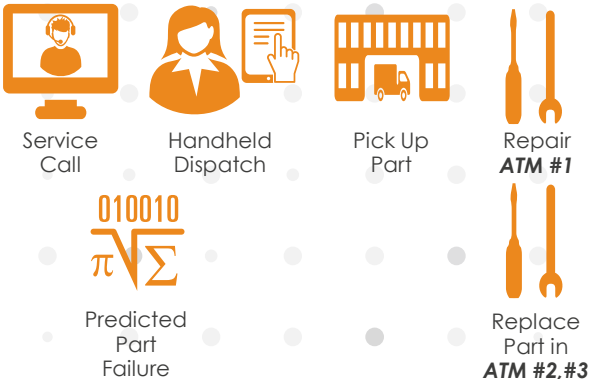 Service
Call
Handheld
Dispatch
Pick Up
Part
Repair
ATM #1
010010
π√Σ
Predicted
Part
Failure
Replace
Part in
ATM #2,#3